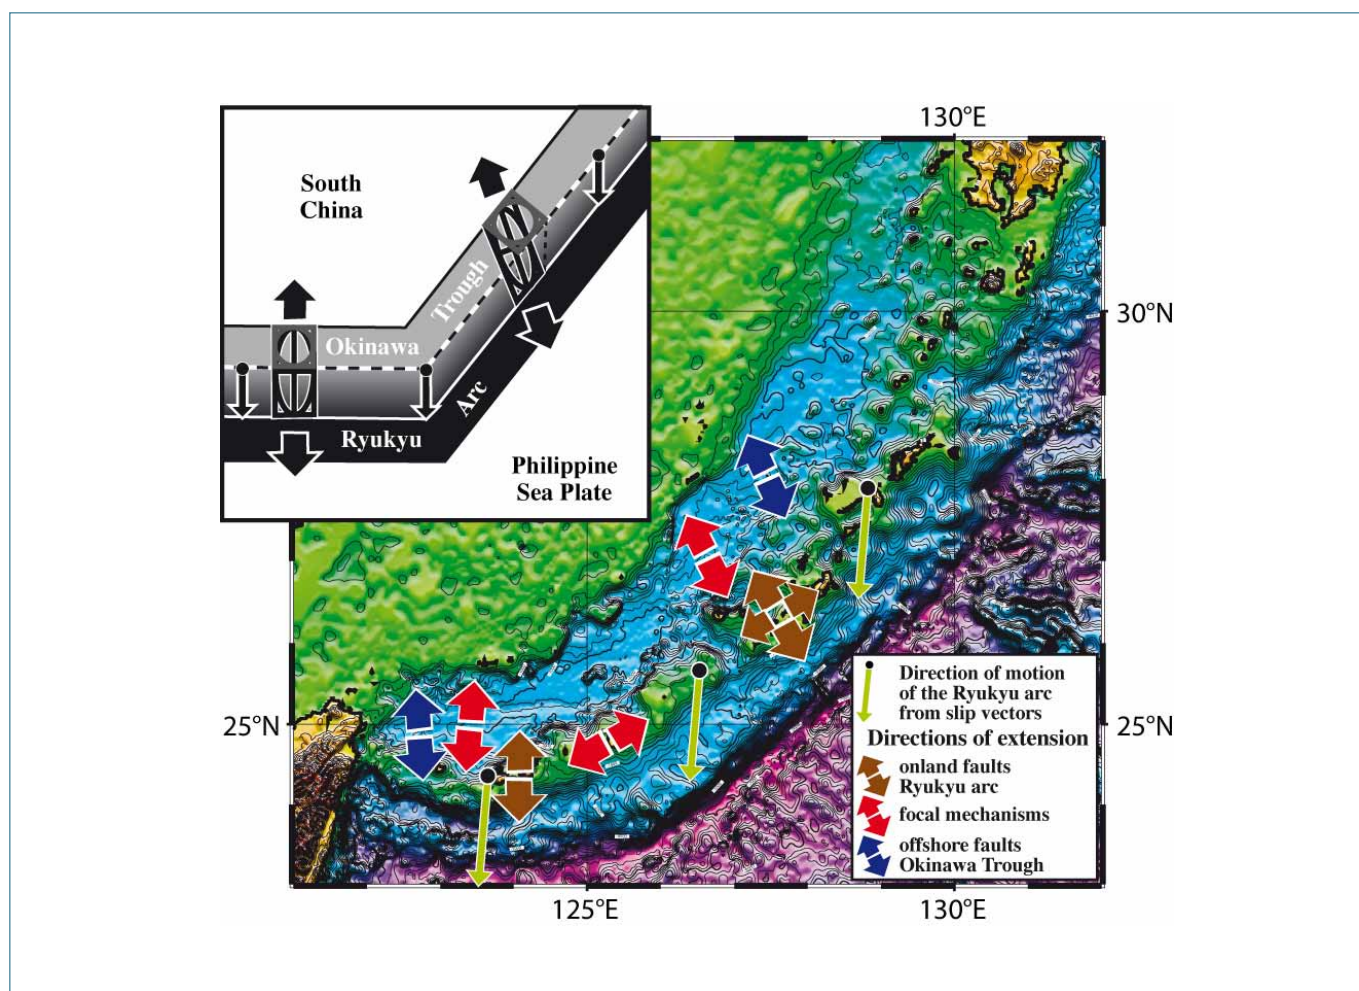 130°E
South
China
Trough
Okinawa
Arc
Ryukyu
Philippine
Sea Plate
30°N
25°N
25°N
Direction of motion
of the Ryukyu arc
from slip vectors
Directions of extension
onland faults
Ryukyu arc
focal mechanisms
offshore faults
Okinawa Trough
125°E
130°E